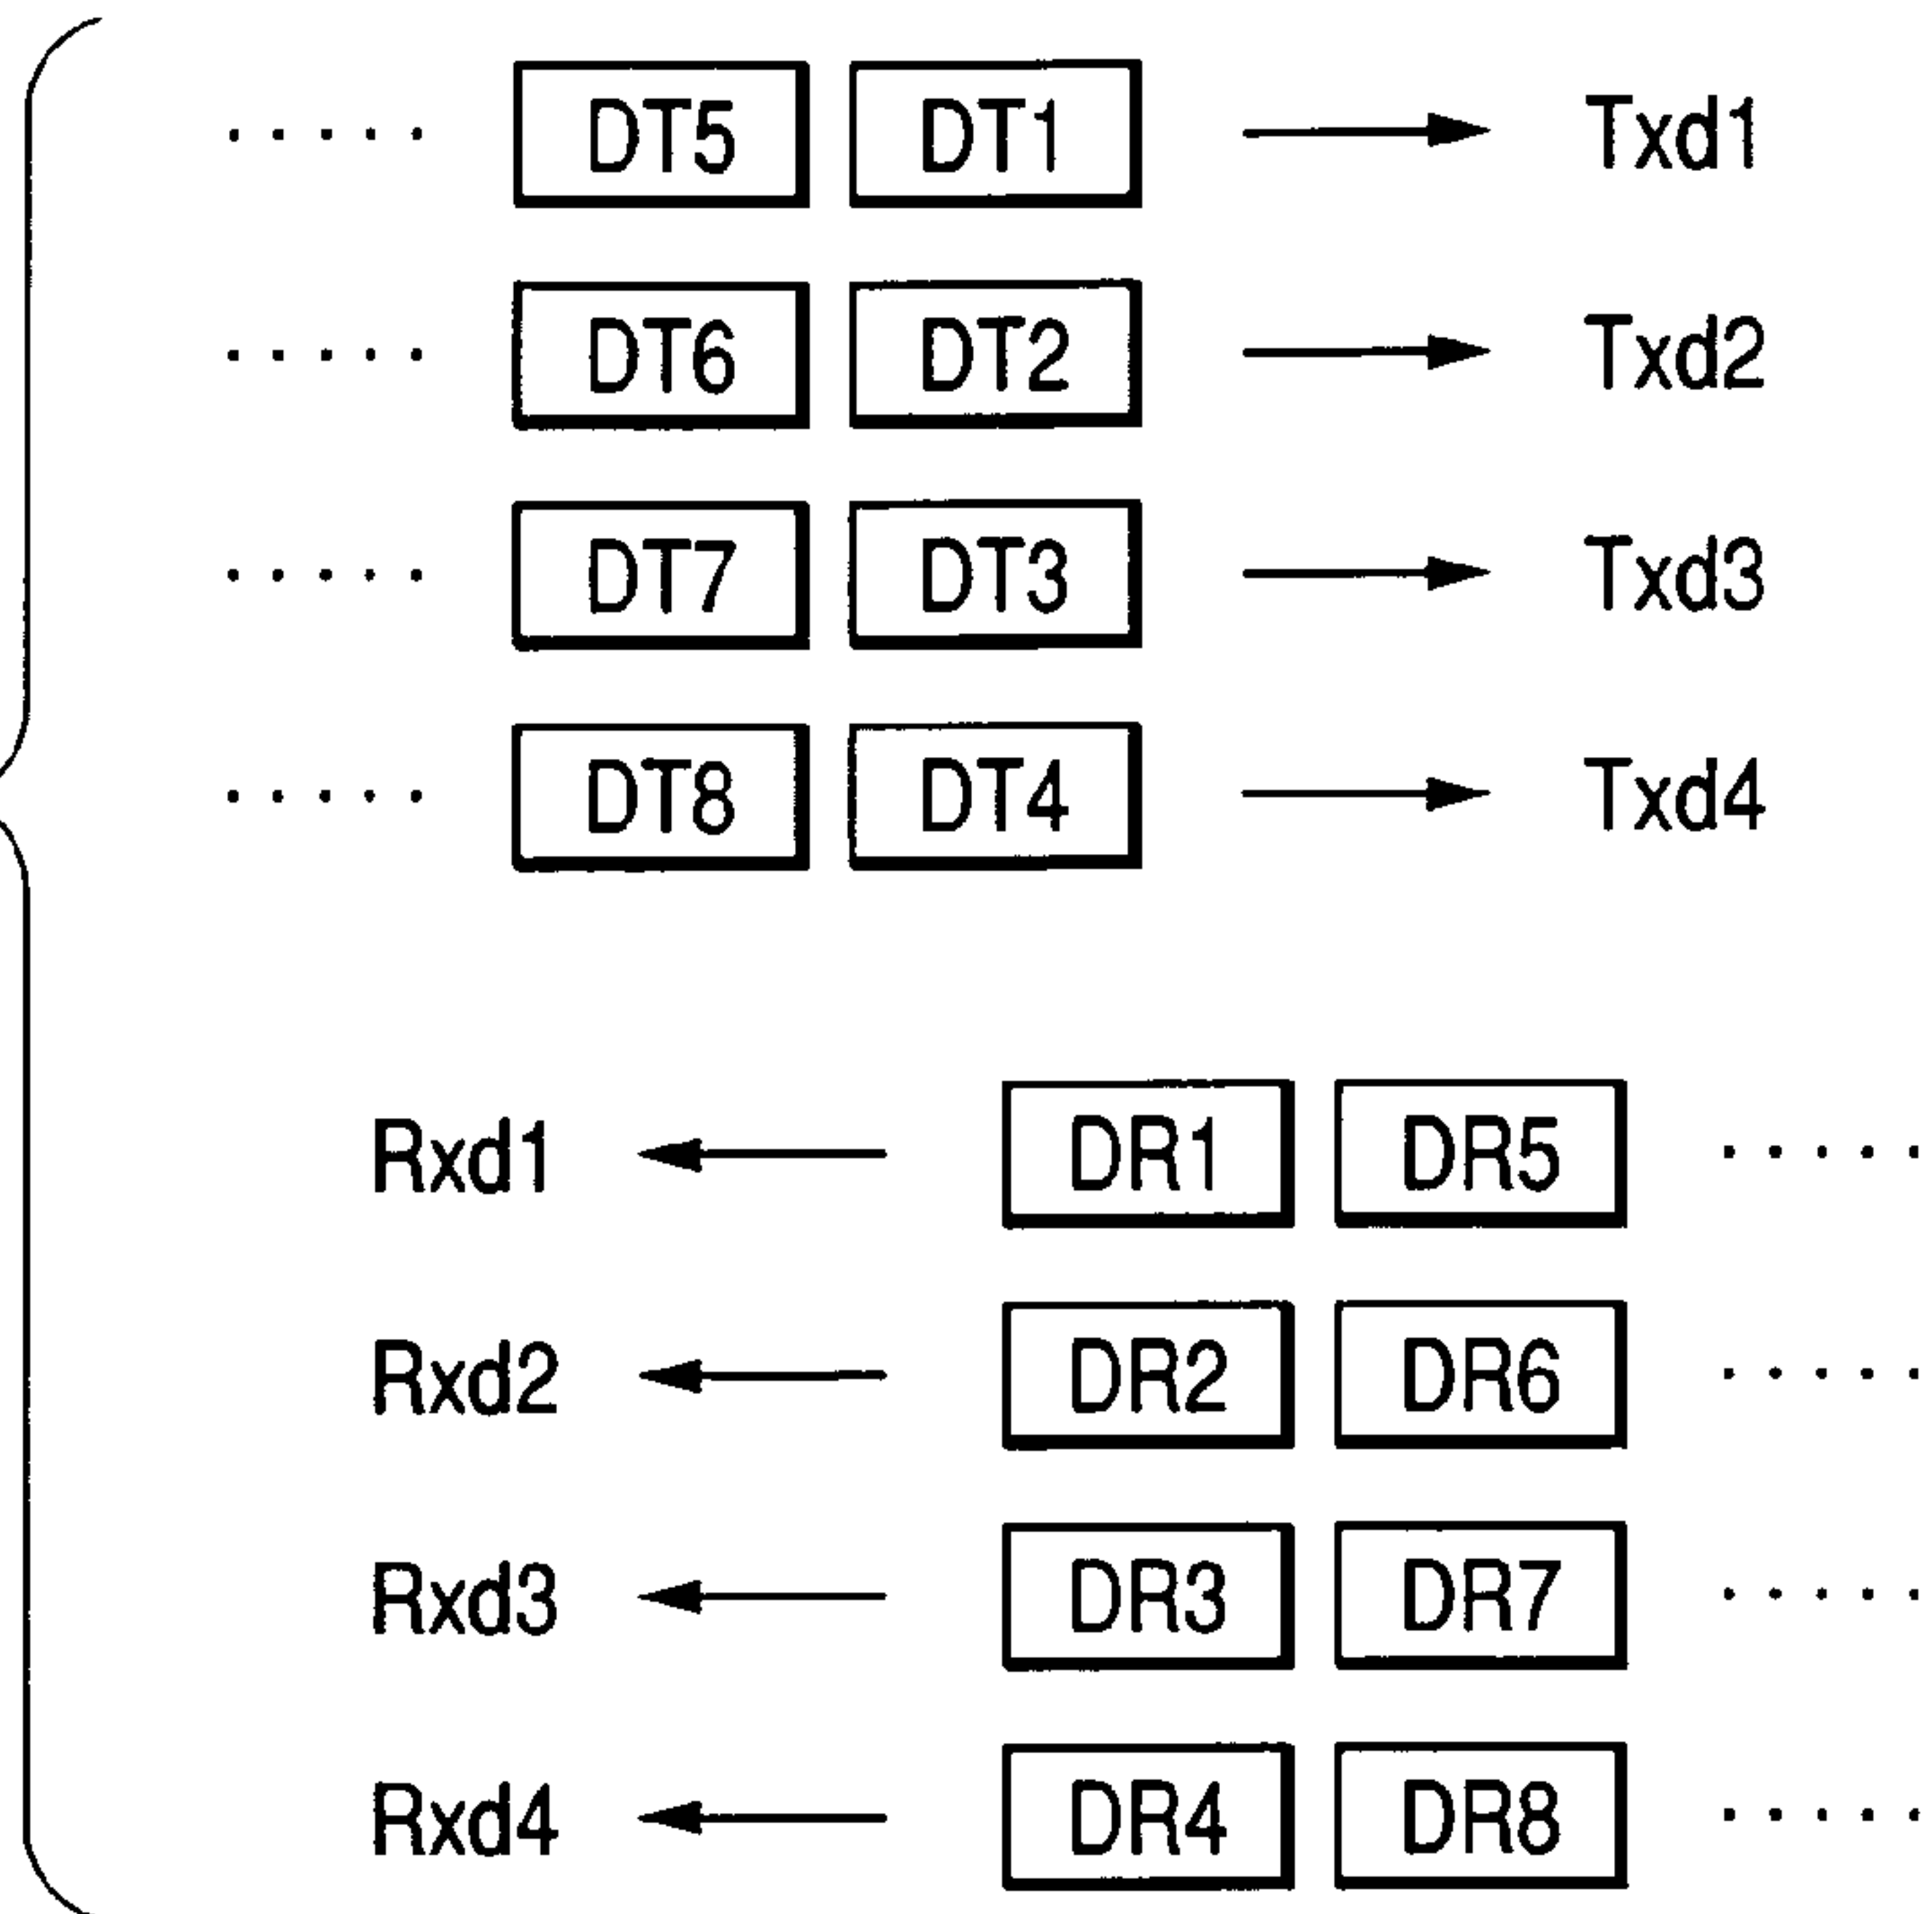 ..... DT5 DT1 Txd1
..... DT6 DT2 Txd2
..... DT7 DT3 Txd3
..... DT8 DT4 Txd4
Rxd1 DR1 DR5 .....
Rxd2 DR2 DR6 .....
Rxd3 DR3 DR7 .....
Rxd4 DR4 DR8 .....